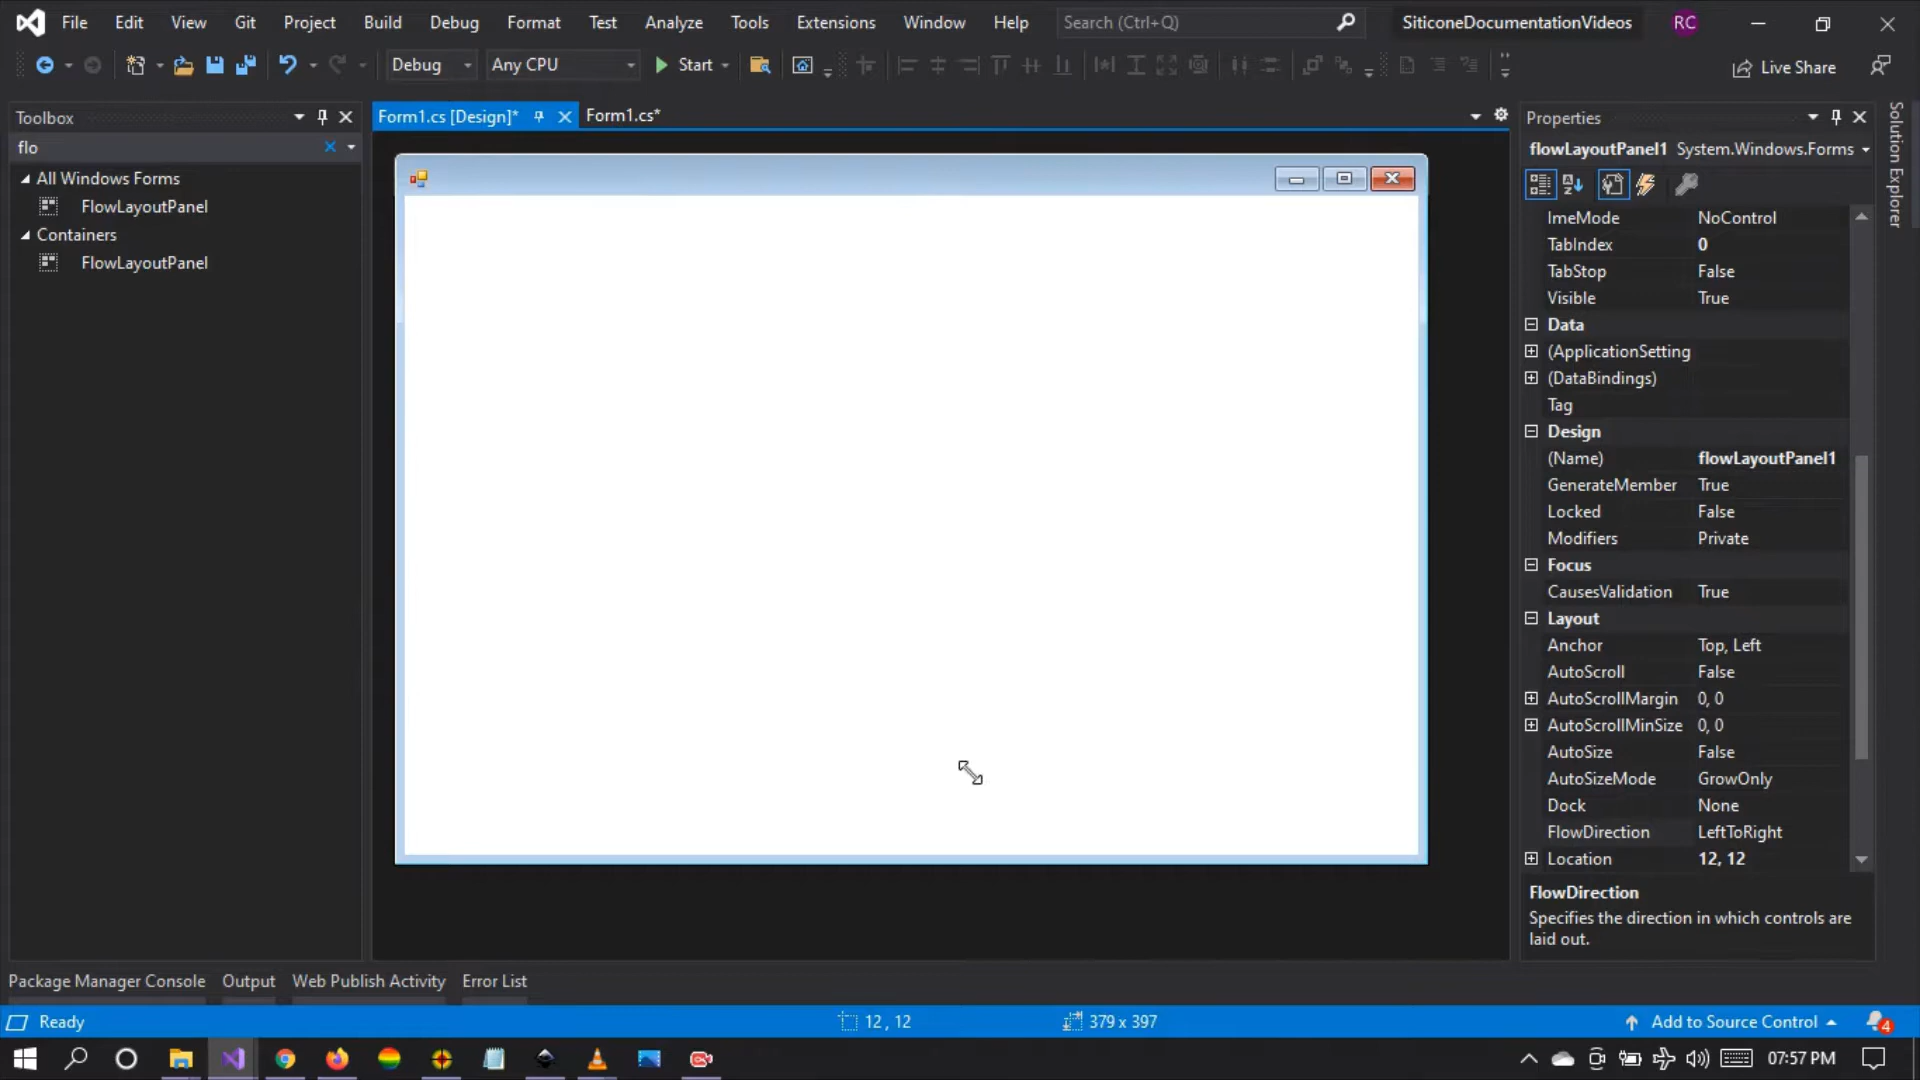 File Edit View Git Project Build Debug Format Test Analyze Tools Extensions Window Help Search (Ctrl+Q) SiticoneDocumentationVideos RC
Debug Any CPU Start Live Share
Toolbox
flo
All Windows Forms
FlowLayoutPanel
Containers
FlowLayoutPanel
Form1.cs [Design]* Form1.cs*
Properties
flowLayoutPanel1 System.Windows.Forms
ImeMode NoControl
TabIndex 0
TabStop False
Visible True
Data
(ApplicationSetting
(DataBindings)
Tag
Design
(Name) flowLayoutPanel1
GenerateMember True
Locked False
Modifiers Private
Focus
CausesValidation True
Layout
Anchor Top, Left
AutoScroll False
AutoScrollMargin 0, 0
AutoScrollMinSize 0, 0
AutoSize False
AutoSizeMode GrowOnly
Dock None
FlowDirection LeftToRight
Location 12, 12
FlowDirection
Specifies the direction in which controls are
laid out.
Solution Explorer
Package Manager Console Output Web Publish Activity Error List
Ready 12 , 12 379 x 397 Add to Source Control 4
07:57 PM